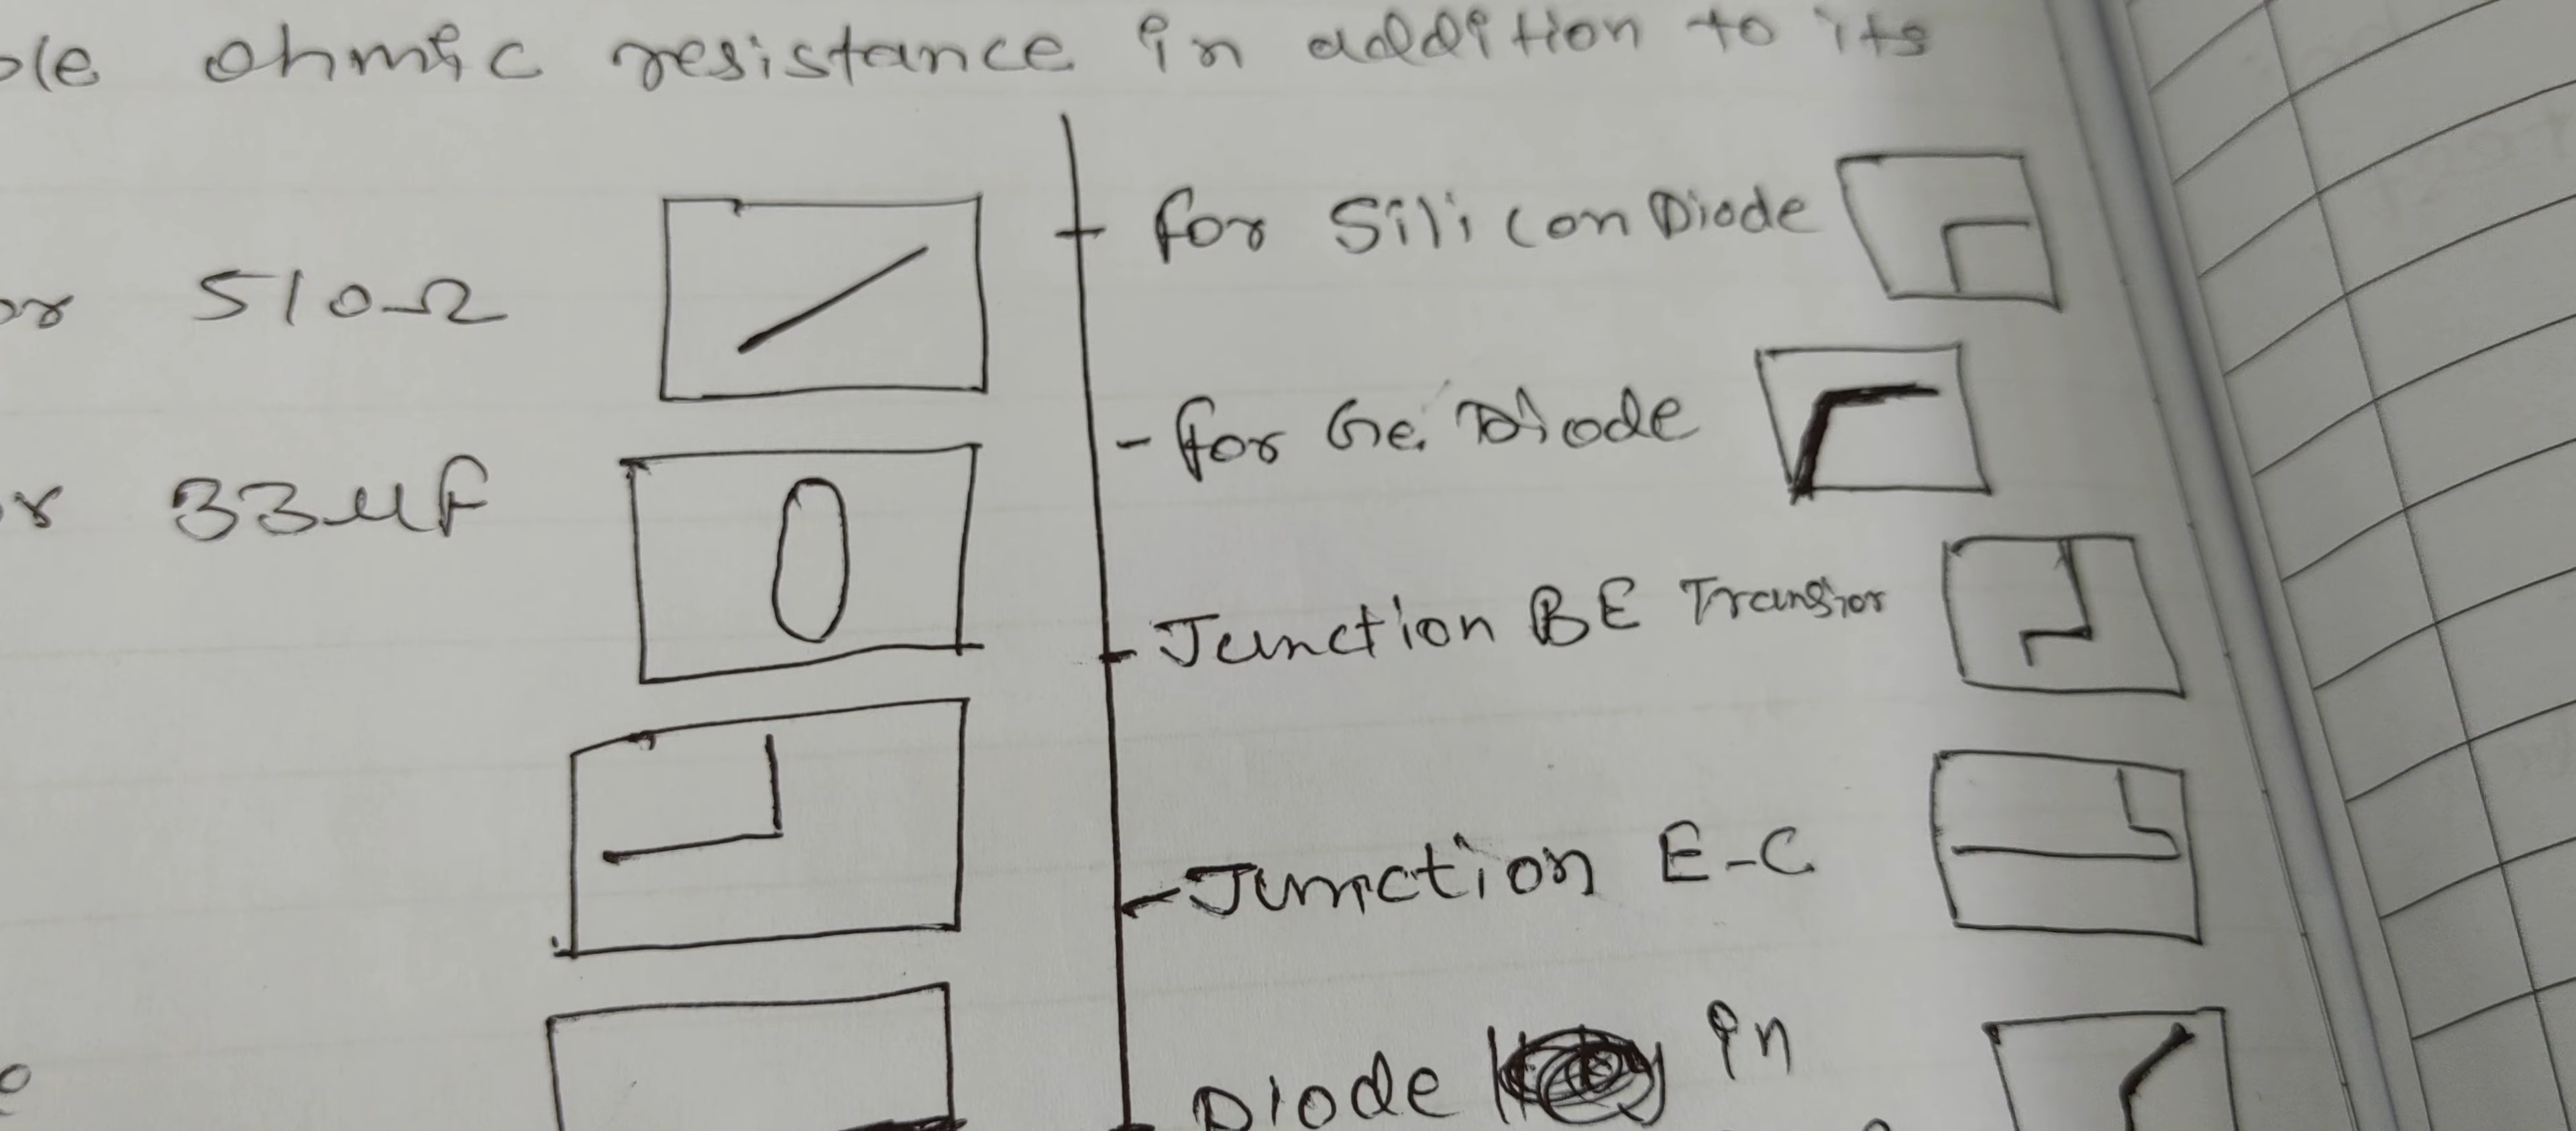 ohmic resistance in addition to its
510Ω
33uf
for Silicon Diode
- for Ge. Diode
Junction BE Transior
- Junction E-C
Diode in